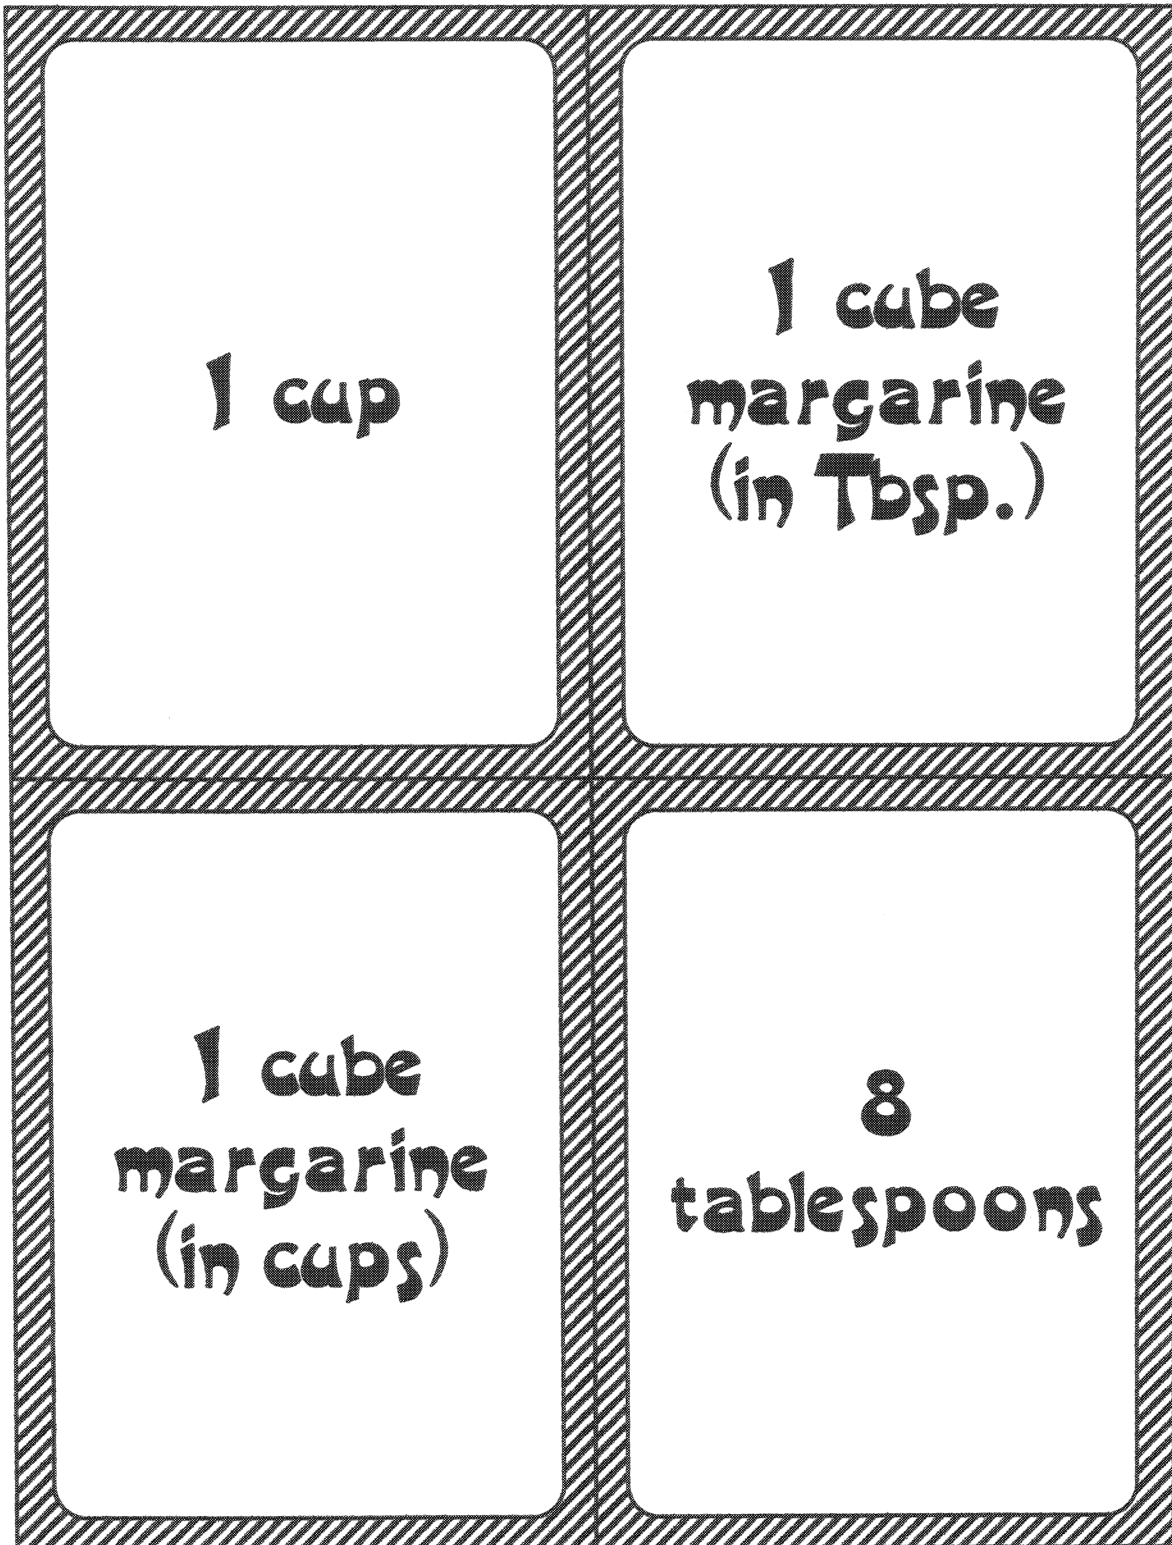 1 cup
1 cube
margarine
(in Tbsp.)
1 cube
margarine
(in cups)
8
tablespoons